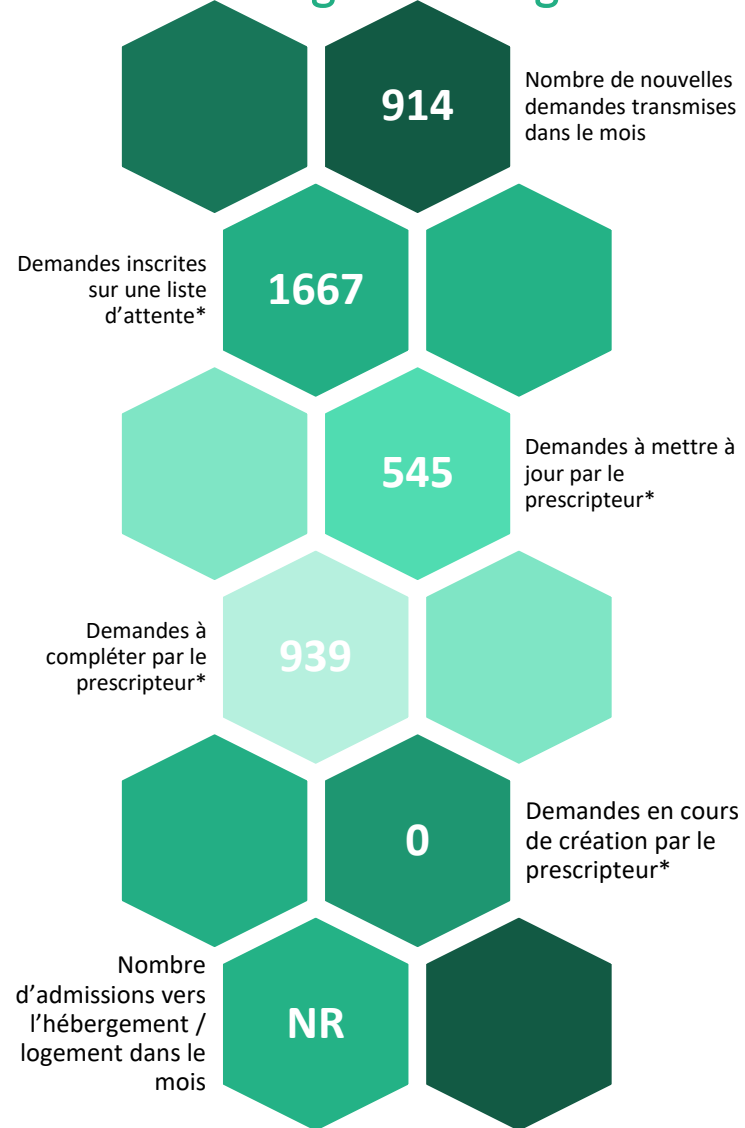 914
Nombre de nouvelles
demandes transmises
dans le mois
Demandes inscrites
sur une liste
d’attente*
1667
545
Demandes à mettre à
jour par le
prescripteur*
Demandes à
compléter par le
prescripteur*
939
0
Demandes en cours
de création par le
prescripteur*
Nombre
d’admissions vers
l’hébergement /
logement dans le
mois
NR